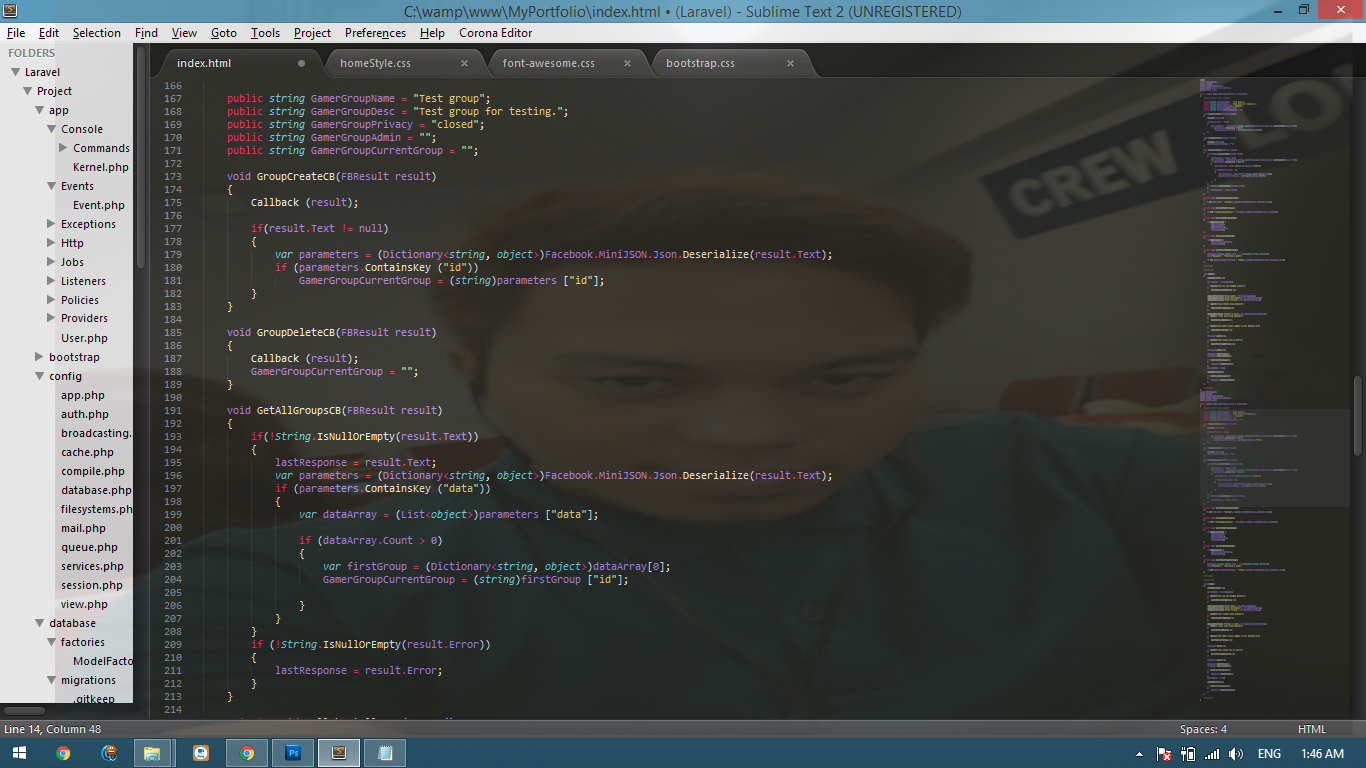 C:\wamp\www\MyPortfolio\index.html • (Laravel) - Sublime Text 2 (UNREGISTERED)
File Edit Selection Find View Goto Tools Project Preferences Help Corona Editor
FOLDERS
Laravel
Project
app
Console
Commands
Kernel.php
Events
Event.php
Exceptions
Http
Jobs
Listeners
Policies
Providers
User.php
bootstrap
config
app.php
auth.php
broadcasting.
cache.php
compile.php
database.php
filesystems.ph
mail.php
queue.php
services.php
session.php
view.php
database
factories
ModelFacto
migrations
.gitkeep
index.html homeStyle.css font-awesome.css bootstrap.css
CREW
166
167 public string GamerGroupName = "Test group";
168 public string GamerGroupDesc = "Test group for testing.";
169 public string GamerGroupPrivacy = "closed";
170 public string GamerGroupAdmin = "";
171 public string GamerGroupCurrentGroup = "";
172
173 void GroupCreateCB(FBResult result)
174 {
175 Callback (result);
176
177 if(result.Text != null)
178 {
179 var parameters = (Dictionary<string, object>)Facebook.MiniJSON.Json.Deserialize(result.Text);
180 if (parameters.ContainsKey ("id"))
181 GamerGroupCurrentGroup = (string)parameters ["id"];
182 }
183 }
184
185 void GroupDeleteCB(FBResult result)
186 {
187 Callback (result);
188 GamerGroupCurrentGroup = "";
189 }
190
191 void GetAllGroupsCB(FBResult result)
192 {
193 if(!String.IsNullOrEmpty(result.Text))
194 {
195 lastResponse = result.Text;
196 var parameters = (Dictionary<string, object>)Facebook.MiniJSON.Json.Deserialize(result.Text);
197 if (parameters.ContainsKey ("data"))
198 {
199 var dataArray = (List<object>)parameters ["data"];
200
201 if (dataArray.Count > 0)
202 {
203 var firstGroup = (Dictionary<string, object>)dataArray[0];
204 GamerGroupCurrentGroup = (string)firstGroup ["id"];
205
206 }
207 }
208 }
209 if (!String.IsNullOrEmpty(result.Error))
210 {
211 lastResponse = result.Error;
212 }
213 }
214
Line 14, Column 48 Spaces: 4 HTML
Ps S ENG 1:46 AM